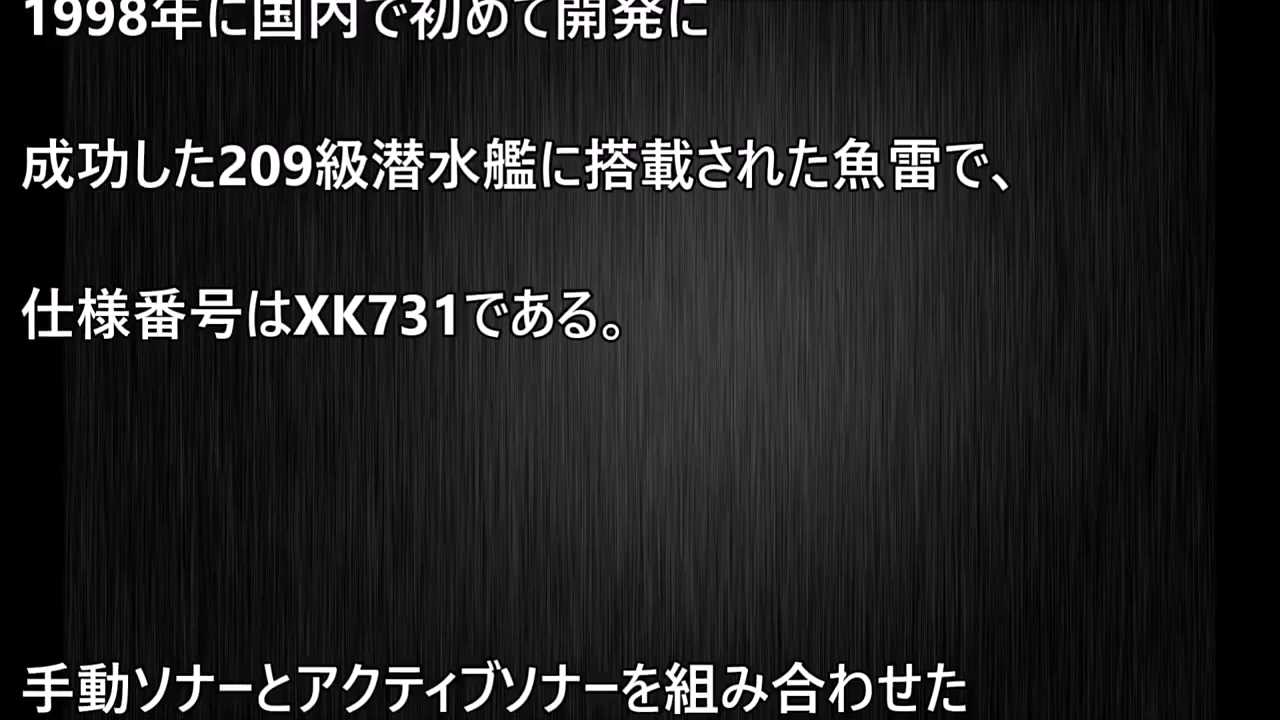 1998年に国内で初めて開発に
成功した209級潜水艦に搭載された魚雷で、
仕様番号はXK731である。
手動ソナーとアクティブソナーを組み合わせた